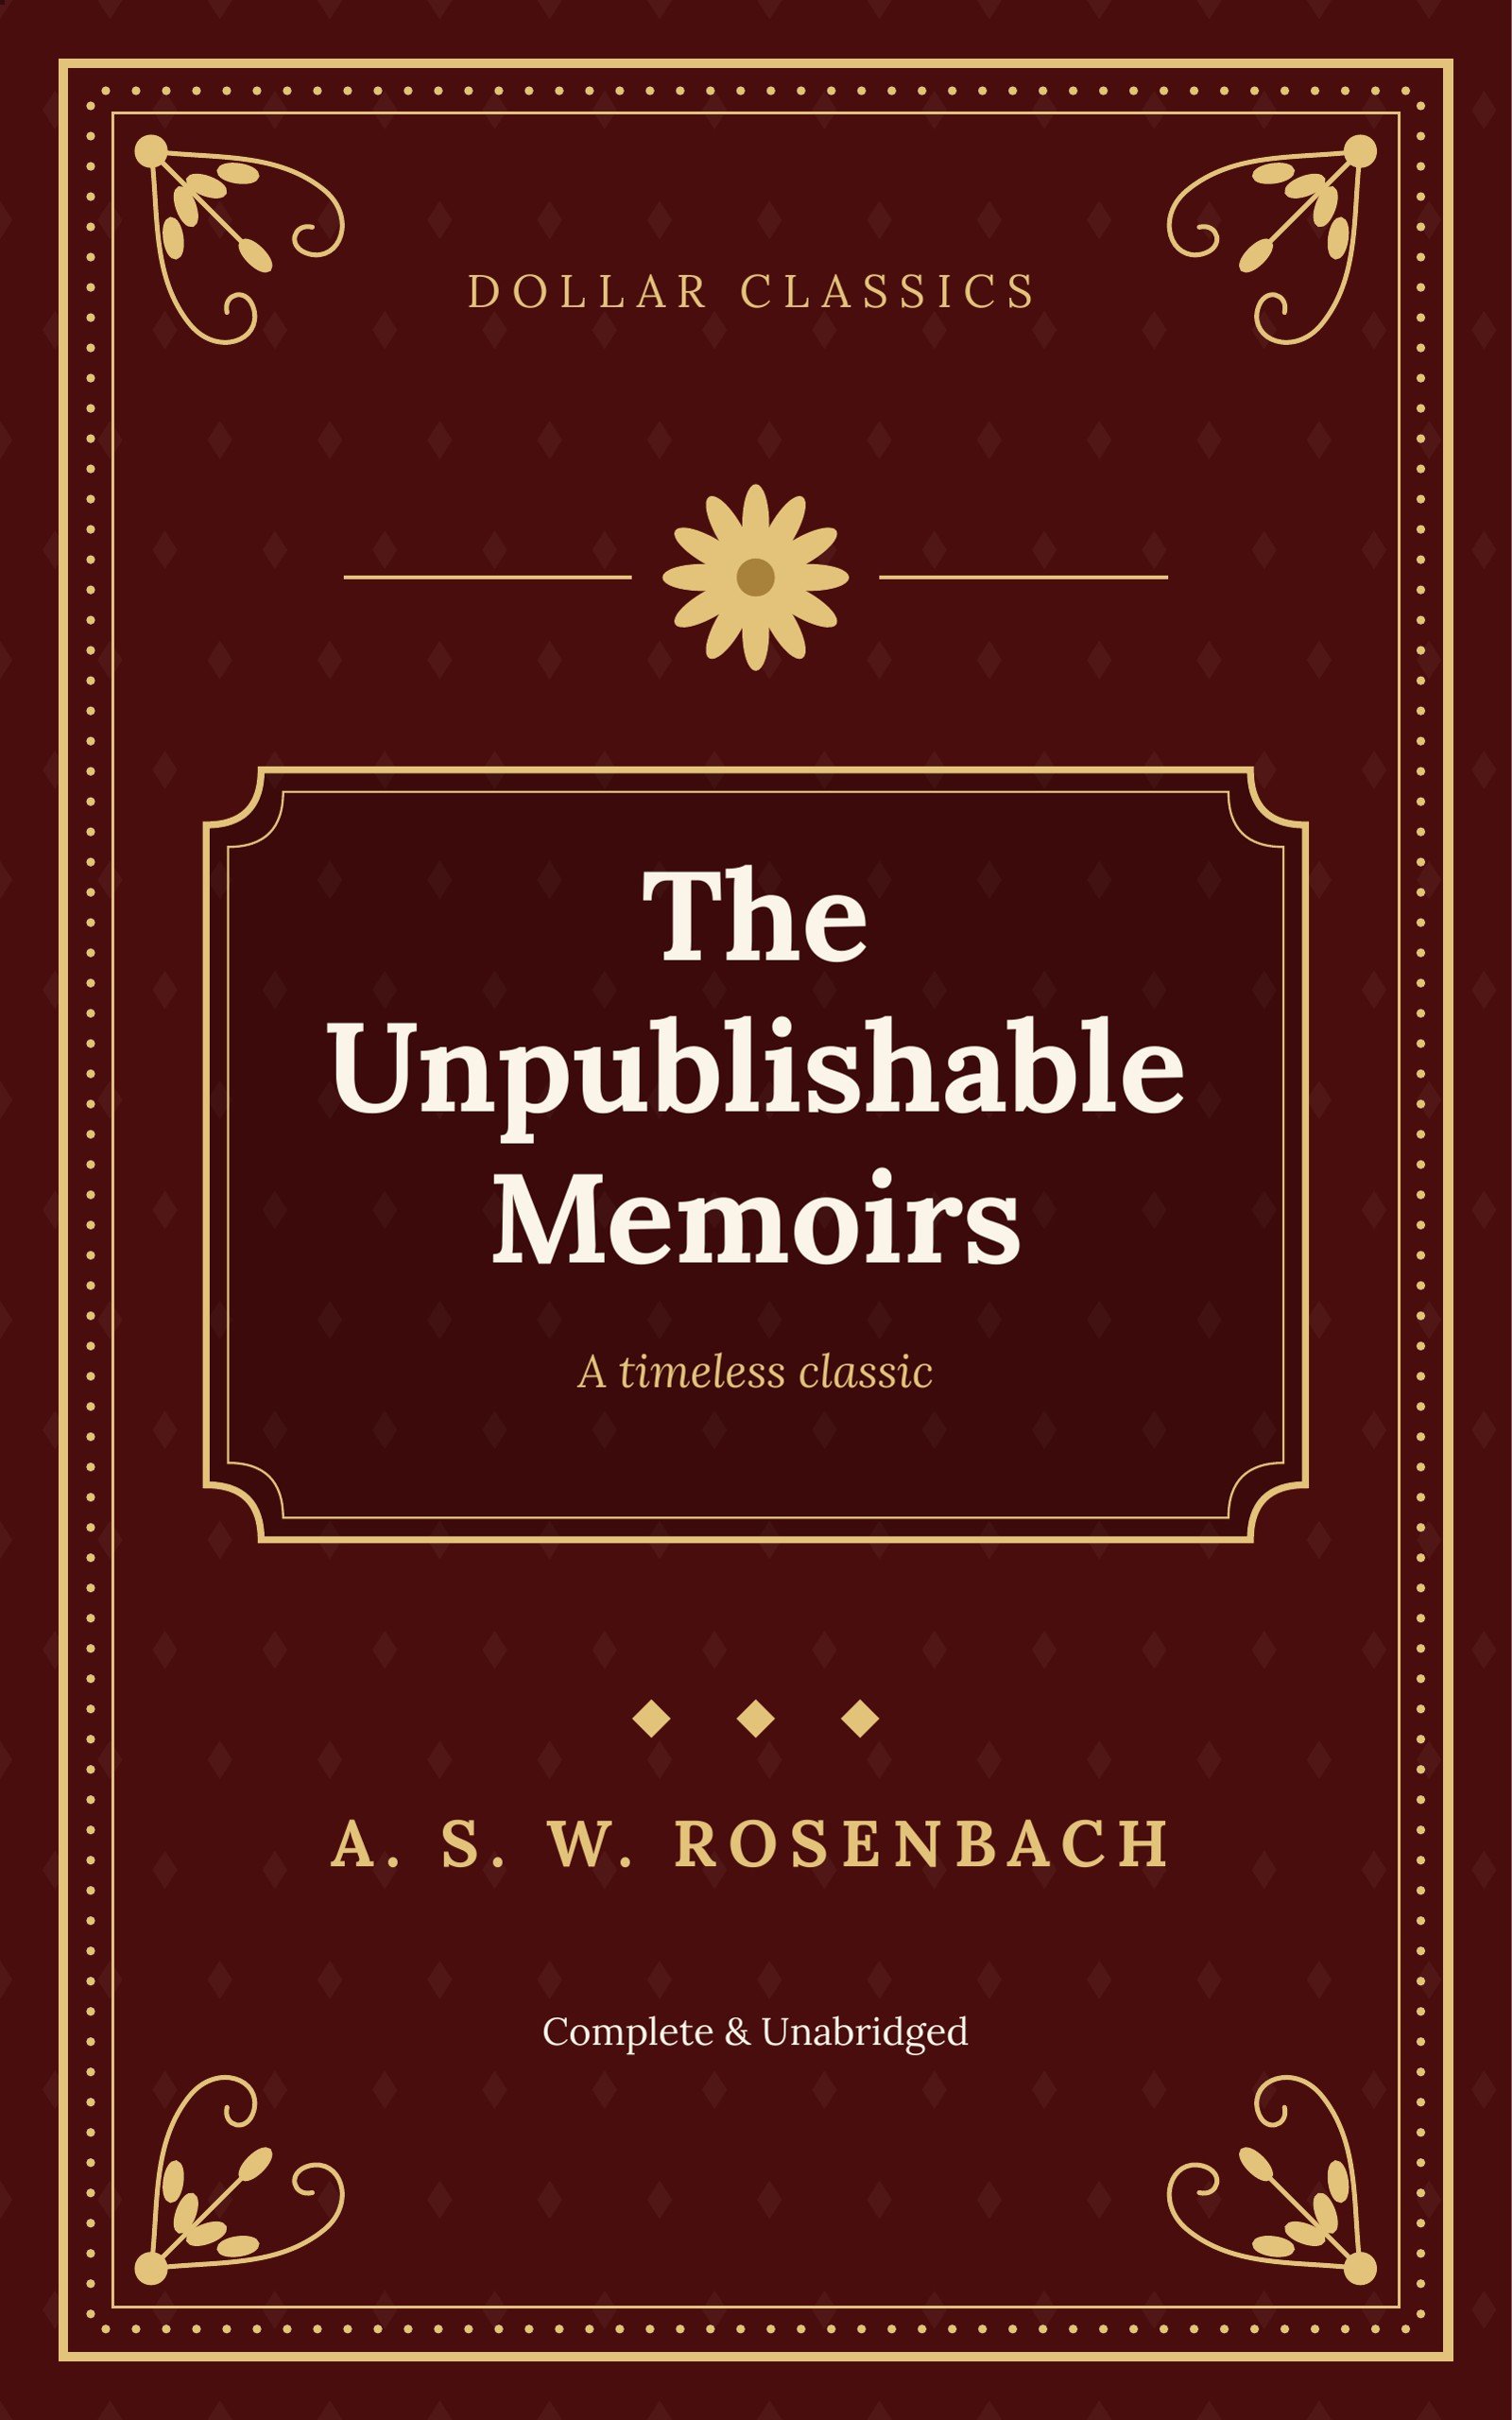 DOLLAR CLASSICS
The
Unpublishable
Memoirs
A timeless classic
A. S. W. ROSENBACH
Complete & Unabridged